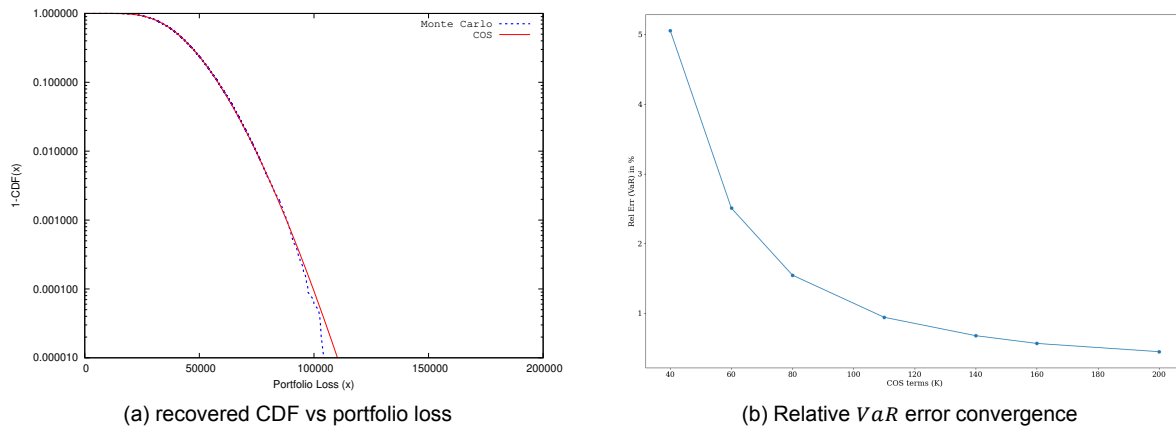 1.000000
0.100000
0.010000
0.001000
0.000100
0.000010
1-CDF(x)
Monte Carlo
COS
0 50000 100000 150000 200000
Portfolio Loss (x)
(a) recovered CDF vs portfolio loss
5
4
3
2
1
Rel Err (VaR) in %
40 60 80 100 120 140 160 180 200
COS terms (K)
(b) Relative VaR error convergence